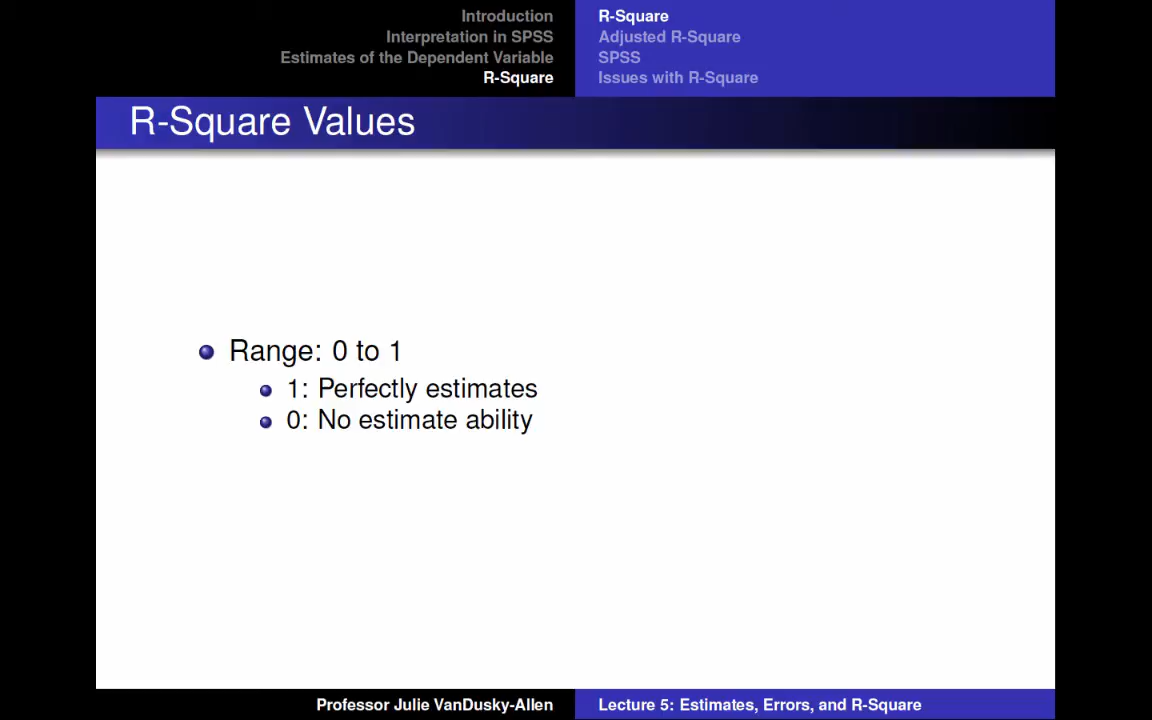 Introduction
Interpretation in SPSS
Estimates of the Dependent Variable
R-Square
R-Square
Adjusted R-Square
SPSS
Issues with R-Square
R-Square Values
Range: 0 to 1
1: Perfectly estimates
0: No estimate ability
Professor Julie VanDusky-Allen
Lecture 5: Estimates, Errors, and R-Square